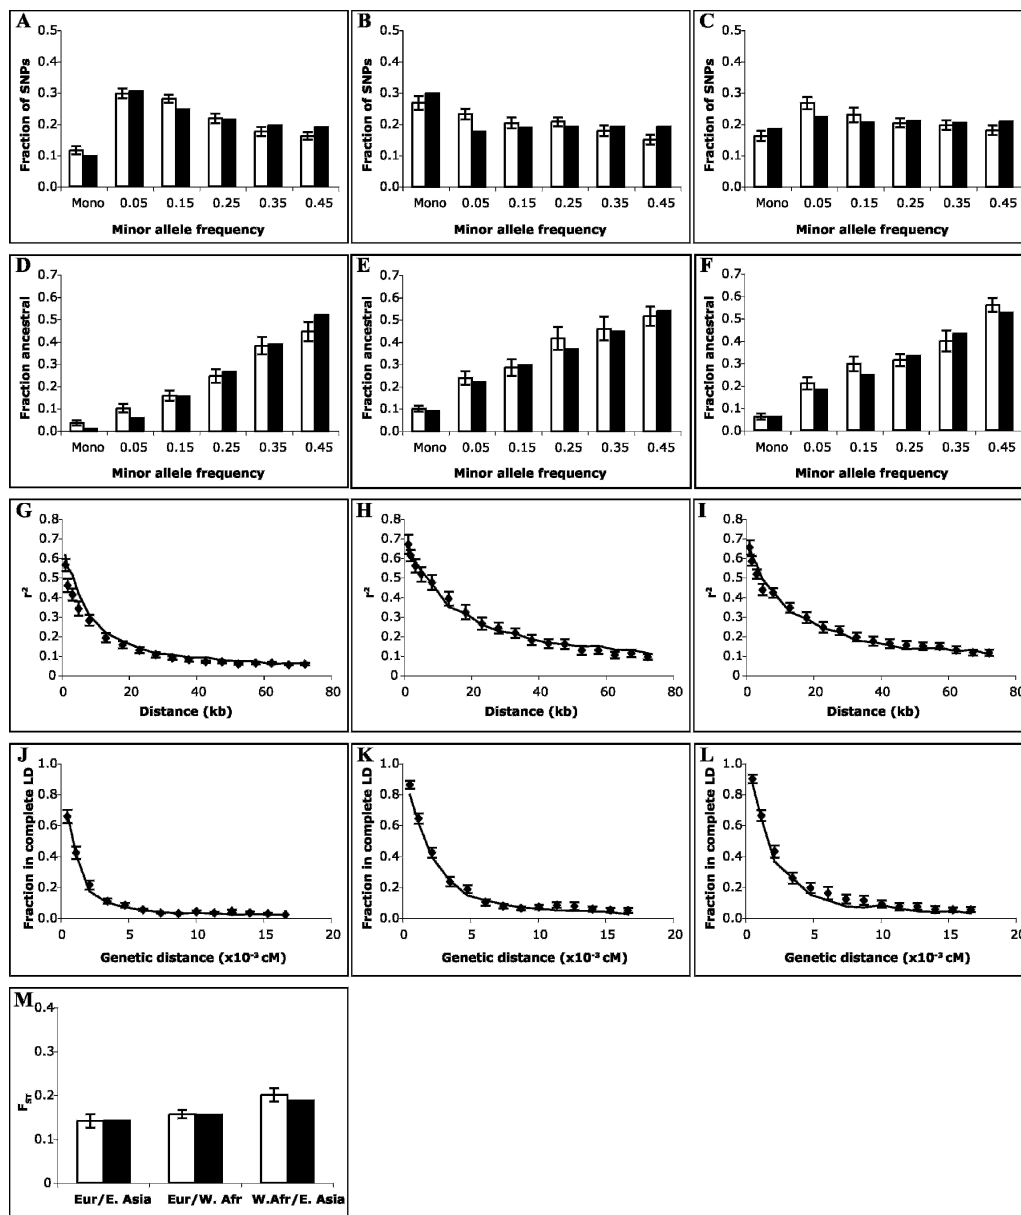 A B C
0.5 0.5 0.5
0.4 0.4 0.4
0.3 0.3 0.3
0.2 0.2 0.2
0.1 0.1 0.1
0.0 0.0 0.0
Fraction of SNPs Fraction of SNPs Fraction of SNPs
Mono 0.05 0.15 0.25 0.35 0.45 Mono 0.05 0.15 0.25 0.35 0.45 Mono 0.05 0.15 0.25 0.35 0.45
Minor allele frequency Minor allele frequency Minor allele frequency
D E F
0.7 0.7 0.7
0.6 0.6 0.6
0.5 0.5 0.5
0.4 0.4 0.4
0.3 0.3 0.3
0.2 0.2 0.2
0.1 0.1 0.1
0.0 0.0 0.0
Fraction ancestral Fraction ancestral Fraction ancestral
Mono 0.05 0.15 0.25 0.35 0.45 Mono 0.05 0.15 0.25 0.35 0.45 Mono 0.05 0.15 0.25 0.35 0.45
Minor allele frequency Minor allele frequency Minor allele frequency
G H I
0.8 0.8 0.8
0.7 0.7 0.7
0.6 0.6 0.6
0.5 0.5 0.5
0.4 0.4 0.4
0.3 0.3 0.3
0.2 0.2 0.2
0.1 0.1 0.1
0 0 0
r² r² r²
0 20 40 60 80 0 20 40 60 80 0 20 40 60 80
Distance (kb) Distance (kb) Distance (kb)
J K L
1.0 1.0 1.0
0.8 0.8 0.8
0.6 0.6 0.6
0.4 0.4 0.4
0.2 0.2 0.2
0.0 0.0 0.0
Fraction in complete LD Fraction in complete LD Fraction in complete LD
0 5 10 15 20 0 5 10 15 20 0 5 10 15 20
Genetic distance (x10⁻³ cM) Genetic distance (x10⁻³ cM) Genetic distance (x10⁻³ cM)
M
0.4
0.3
0.2
0.1
0
F_ST
Eur/E. Asia Eur/W. Afr W.Afr/E. Asia